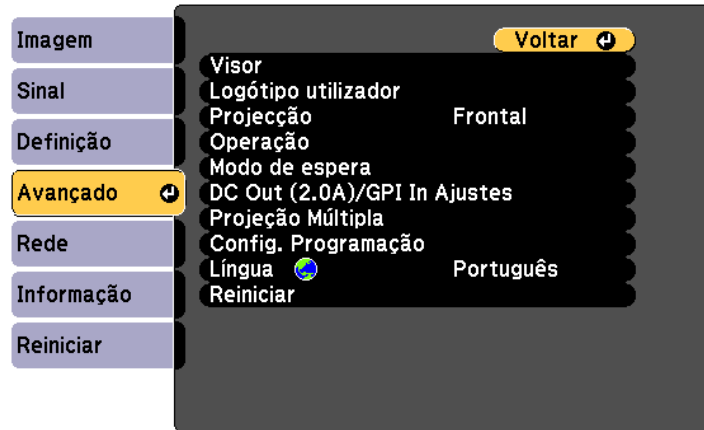 Imagem
Sinal
Definição
Avançado
Rede
Informação
Reiniciar
Voltar
Visor
Logótipo utilizador
Projecção Frontal
Operação
Modo de espera
DC Out (2.0A)/GPI In Ajustes
Projeção Múltipla
Config. Programação
Língua Português
Reiniciar